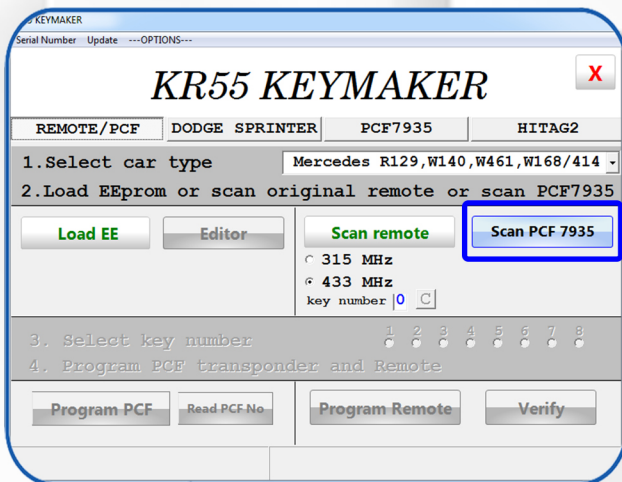 KEYMAKER
Serial Number Update ---OPTIONS---
KR55 KEYMAKER
X
REMOTE/PCF DODGE SPRINTER PCF7935 HITAG2
1.Select car type Mercedes R129,W140,W461,W168/414
2.Load EEprom or scan original remote or scan PCF7935
Load EE Editor Scan remote Scan PCF 7935
315 MHz
433 MHz
key number 0 C
3. Select key number 1 2 3 4 5 6 7 8
4. Program PCF transponder and Remote
Program PCF Read PCF No Program Remote Verify